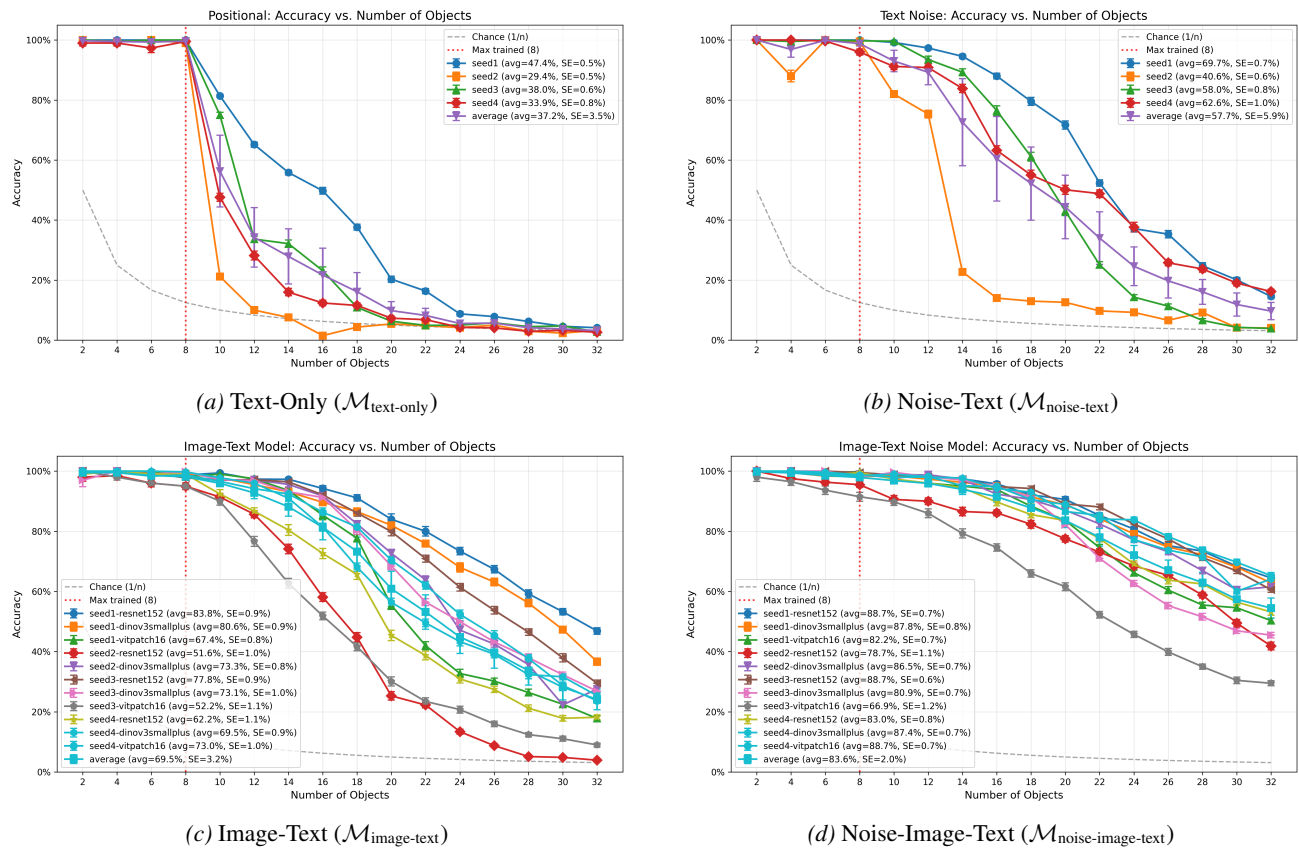 Positional: Accuracy vs. Number of Objects
100%
80%
60%
40%
20%
0%
Accuracy
Chance (1/n)
Max trained (8)
seed1 (avg=47.4%, SE=0.5%)
seed2 (avg=29.4%, SE=0.5%)
seed3 (avg=38.0%, SE=0.6%)
seed4 (avg=33.9%, SE=0.8%)
average (avg=37.2%, SE=3.5%)
2 4 6 8 10 12 14 16 18 20 22 24 26 28 30 32
Number of Objects
(a) Text-Only (ℳtext-only)
Text Noise: Accuracy vs. Number of Objects
100%
80%
60%
40%
20%
0%
Accuracy
Chance (1/n)
Max trained (8)
seed1 (avg=69.7%, SE=0.7%)
seed2 (avg=40.6%, SE=0.6%)
seed3 (avg=58.0%, SE=0.8%)
seed4 (avg=62.6%, SE=1.0%)
average (avg=57.7%, SE=5.9%)
2 4 6 8 10 12 14 16 18 20 22 24 26 28 30 32
Number of Objects
(b) Noise-Text (ℳnoise-text)
Image-Text Model: Accuracy vs. Number of Objects
100%
80%
60%
40%
20%
0%
Accuracy
Chance (1/n)
Max trained (8)
seed1-resnet152 (avg=83.8%, SE=0.9%)
seed1-dinov3smallplus (avg=80.6%, SE=0.9%)
seed1-vitpatch16 (avg=67.4%, SE=0.8%)
seed2-resnet152 (avg=51.6%, SE=1.0%)
seed2-dinov3smallplus (avg=73.3%, SE=0.8%)
seed3-resnet152 (avg=77.8%, SE=0.9%)
seed3-dinov3smallplus (avg=73.1%, SE=1.0%)
seed3-vitpatch16 (avg=52.2%, SE=1.1%)
seed4-resnet152 (avg=62.2%, SE=1.1%)
seed4-dinov3smallplus (avg=69.5%, SE=0.9%)
seed4-vitpatch16 (avg=73.0%, SE=1.0%)
average (avg=69.5%, SE=3.2%)
2 4 6 8 10 12 14 16 18 20 22 24 26 28 30 32
Number of Objects
(c) Image-Text (ℳimage-text)
Image-Text Noise Model: Accuracy vs. Number of Objects
100%
80%
60%
40%
20%
0%
Accuracy
Chance (1/n)
Max trained (8)
seed1-resnet152 (avg=88.7%, SE=0.7%)
seed1-dinov3smallplus (avg=87.8%, SE=0.8%)
seed1-vitpatch16 (avg=82.2%, SE=0.7%)
seed2-resnet152 (avg=78.7%, SE=1.1%)
seed2-dinov3smallplus (avg=86.5%, SE=0.7%)
seed3-resnet152 (avg=88.7%, SE=0.6%)
seed3-dinov3smallplus (avg=80.9%, SE=0.7%)
seed3-vitpatch16 (avg=66.9%, SE=1.2%)
seed4-resnet152 (avg=83.0%, SE=0.8%)
seed4-dinov3smallplus (avg=87.4%, SE=0.7%)
seed4-vitpatch16 (avg=88.7%, SE=0.7%)
average (avg=83.6%, SE=2.0%)
2 4 6 8 10 12 14 16 18 20 22 24 26 28 30 32
Number of Objects
(d) Noise-Image-Text (ℳnoise-image-text)